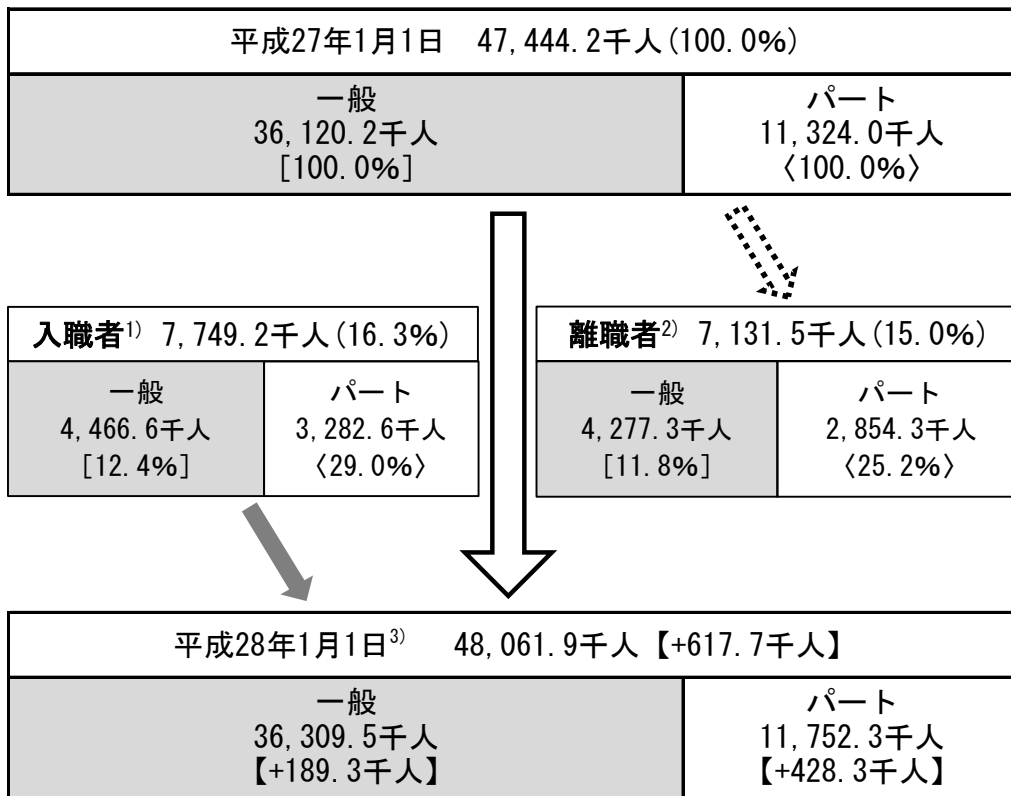 平成27年1月1日　47,444.2千人(100.0%)
一般
36,120.2千人
[100.0%]
パート
11,324.0千人
〈100.0%〉
入職者1) 7,749.2千人(16.3%)
一般
4,466.6千人
[12.4%]
パート
3,282.6千人
〈29.0%〉
離職者2) 7,131.5千人(15.0%)
一般
4,277.3千人
[11.8%]
パート
2,854.3千人
〈25.2%〉
平成28年1月1日3)　48,061.9千人【+617.7千人】
一般
36,309.5千人
【+189.3千人】
パート
11,752.3千人
【+428.3千人】